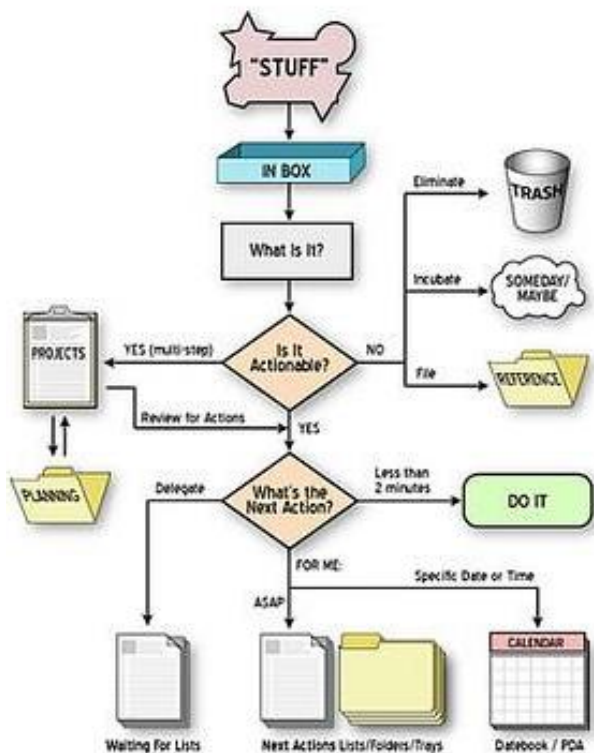 "STUFF"
IN BOX
What Is It?
Eliminate
TRASH
Incubate
SOMEDAY/
MAYBE
PROJECTS
YES (multi-step)
Is It
Actionable?
NO
File
REFERENCE
Review for Actions
YES
PLANNING
Delegate
What's the
Next Action?
Less than
2 minutes
DO IT
FOR ME:
Specific Date or Time
ASAP
CALENDAR
Waiting For Lists
Next Actions Lists/Folders/Trays
Datebook / PDA